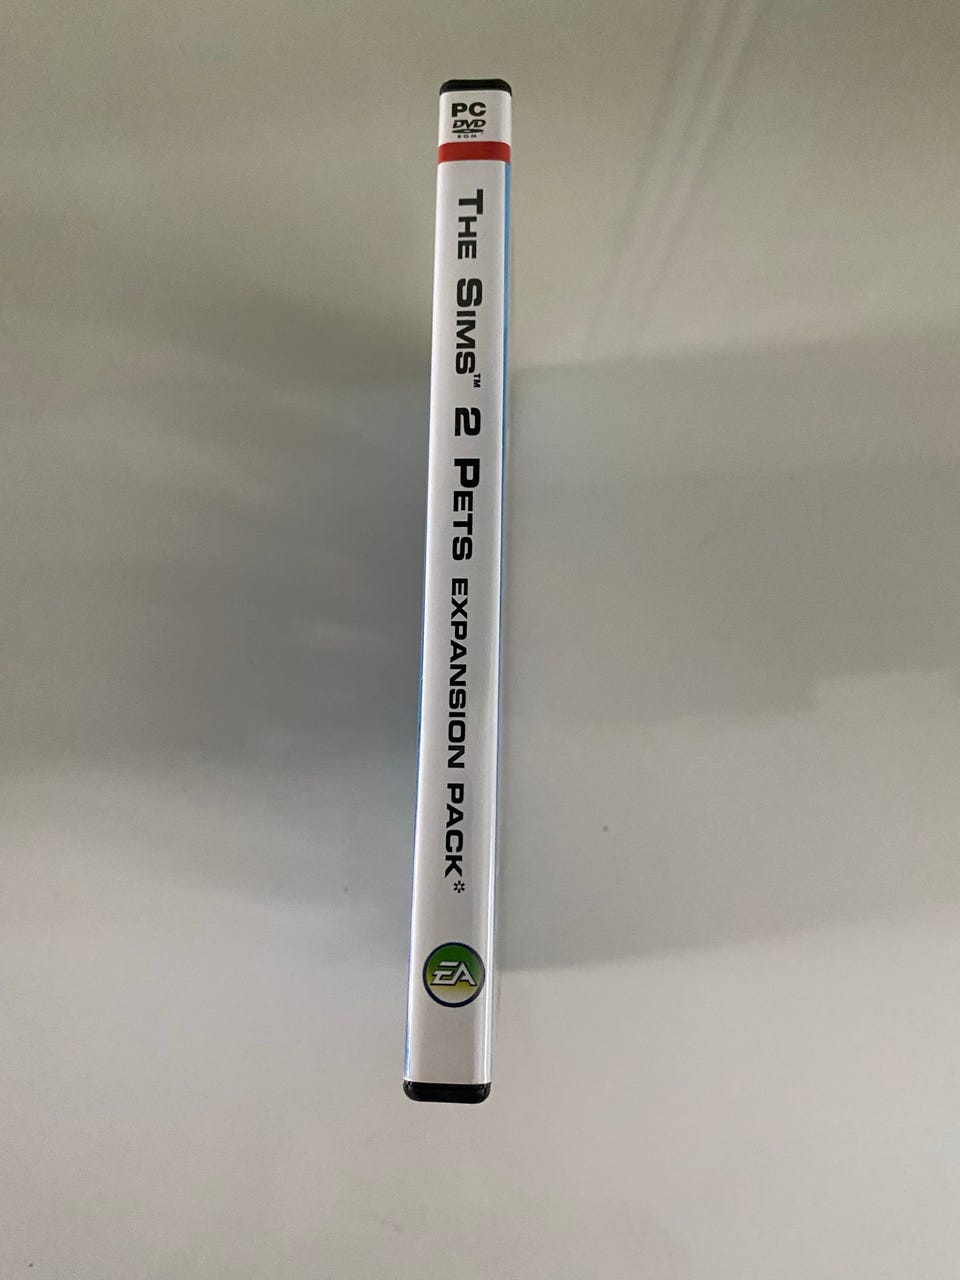 PC
DVD
ROM
THE SIMS™ 2 PETS EXPANSION PACK*
EA